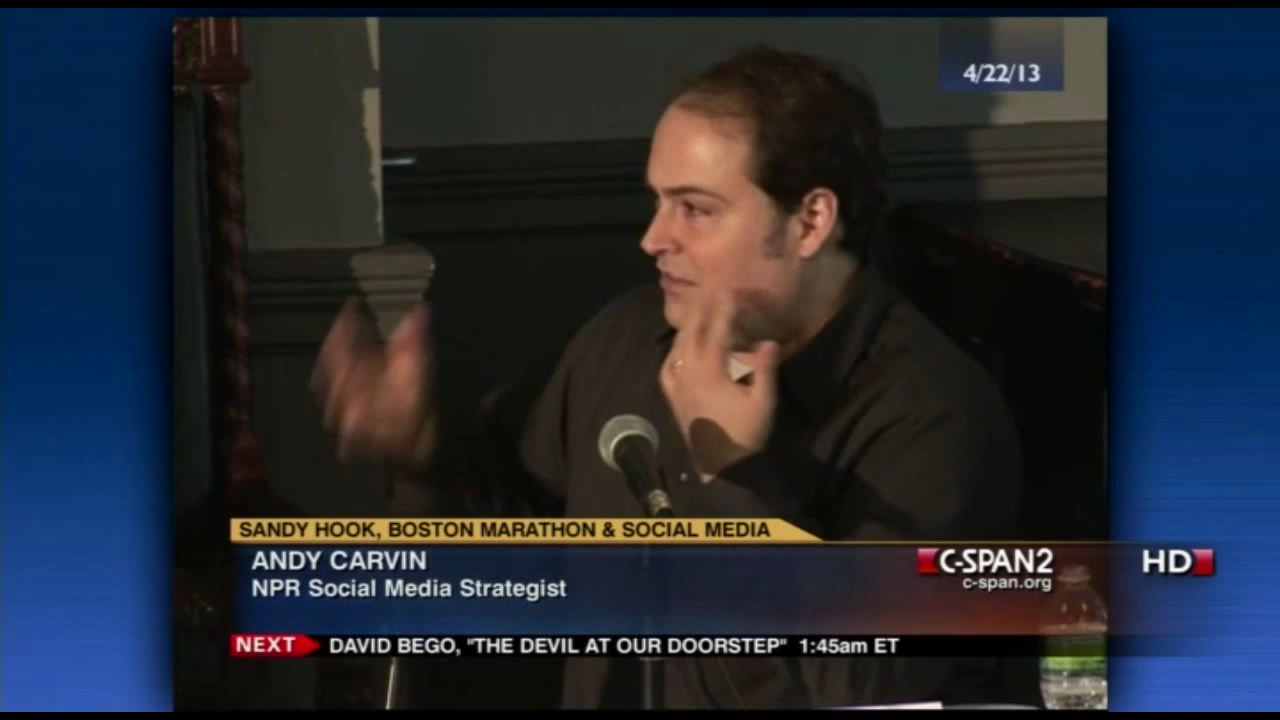 4/22/13
SANDY HOOK, BOSTON MARATHON & SOCIAL MEDIA
ANDY CARVIN
NPR Social Media Strategist
C-SPAN2
c-span.org
HD
NEXT
DAVID BEGO, "THE DEVIL AT OUR DOORSTEP" 1:45am ET